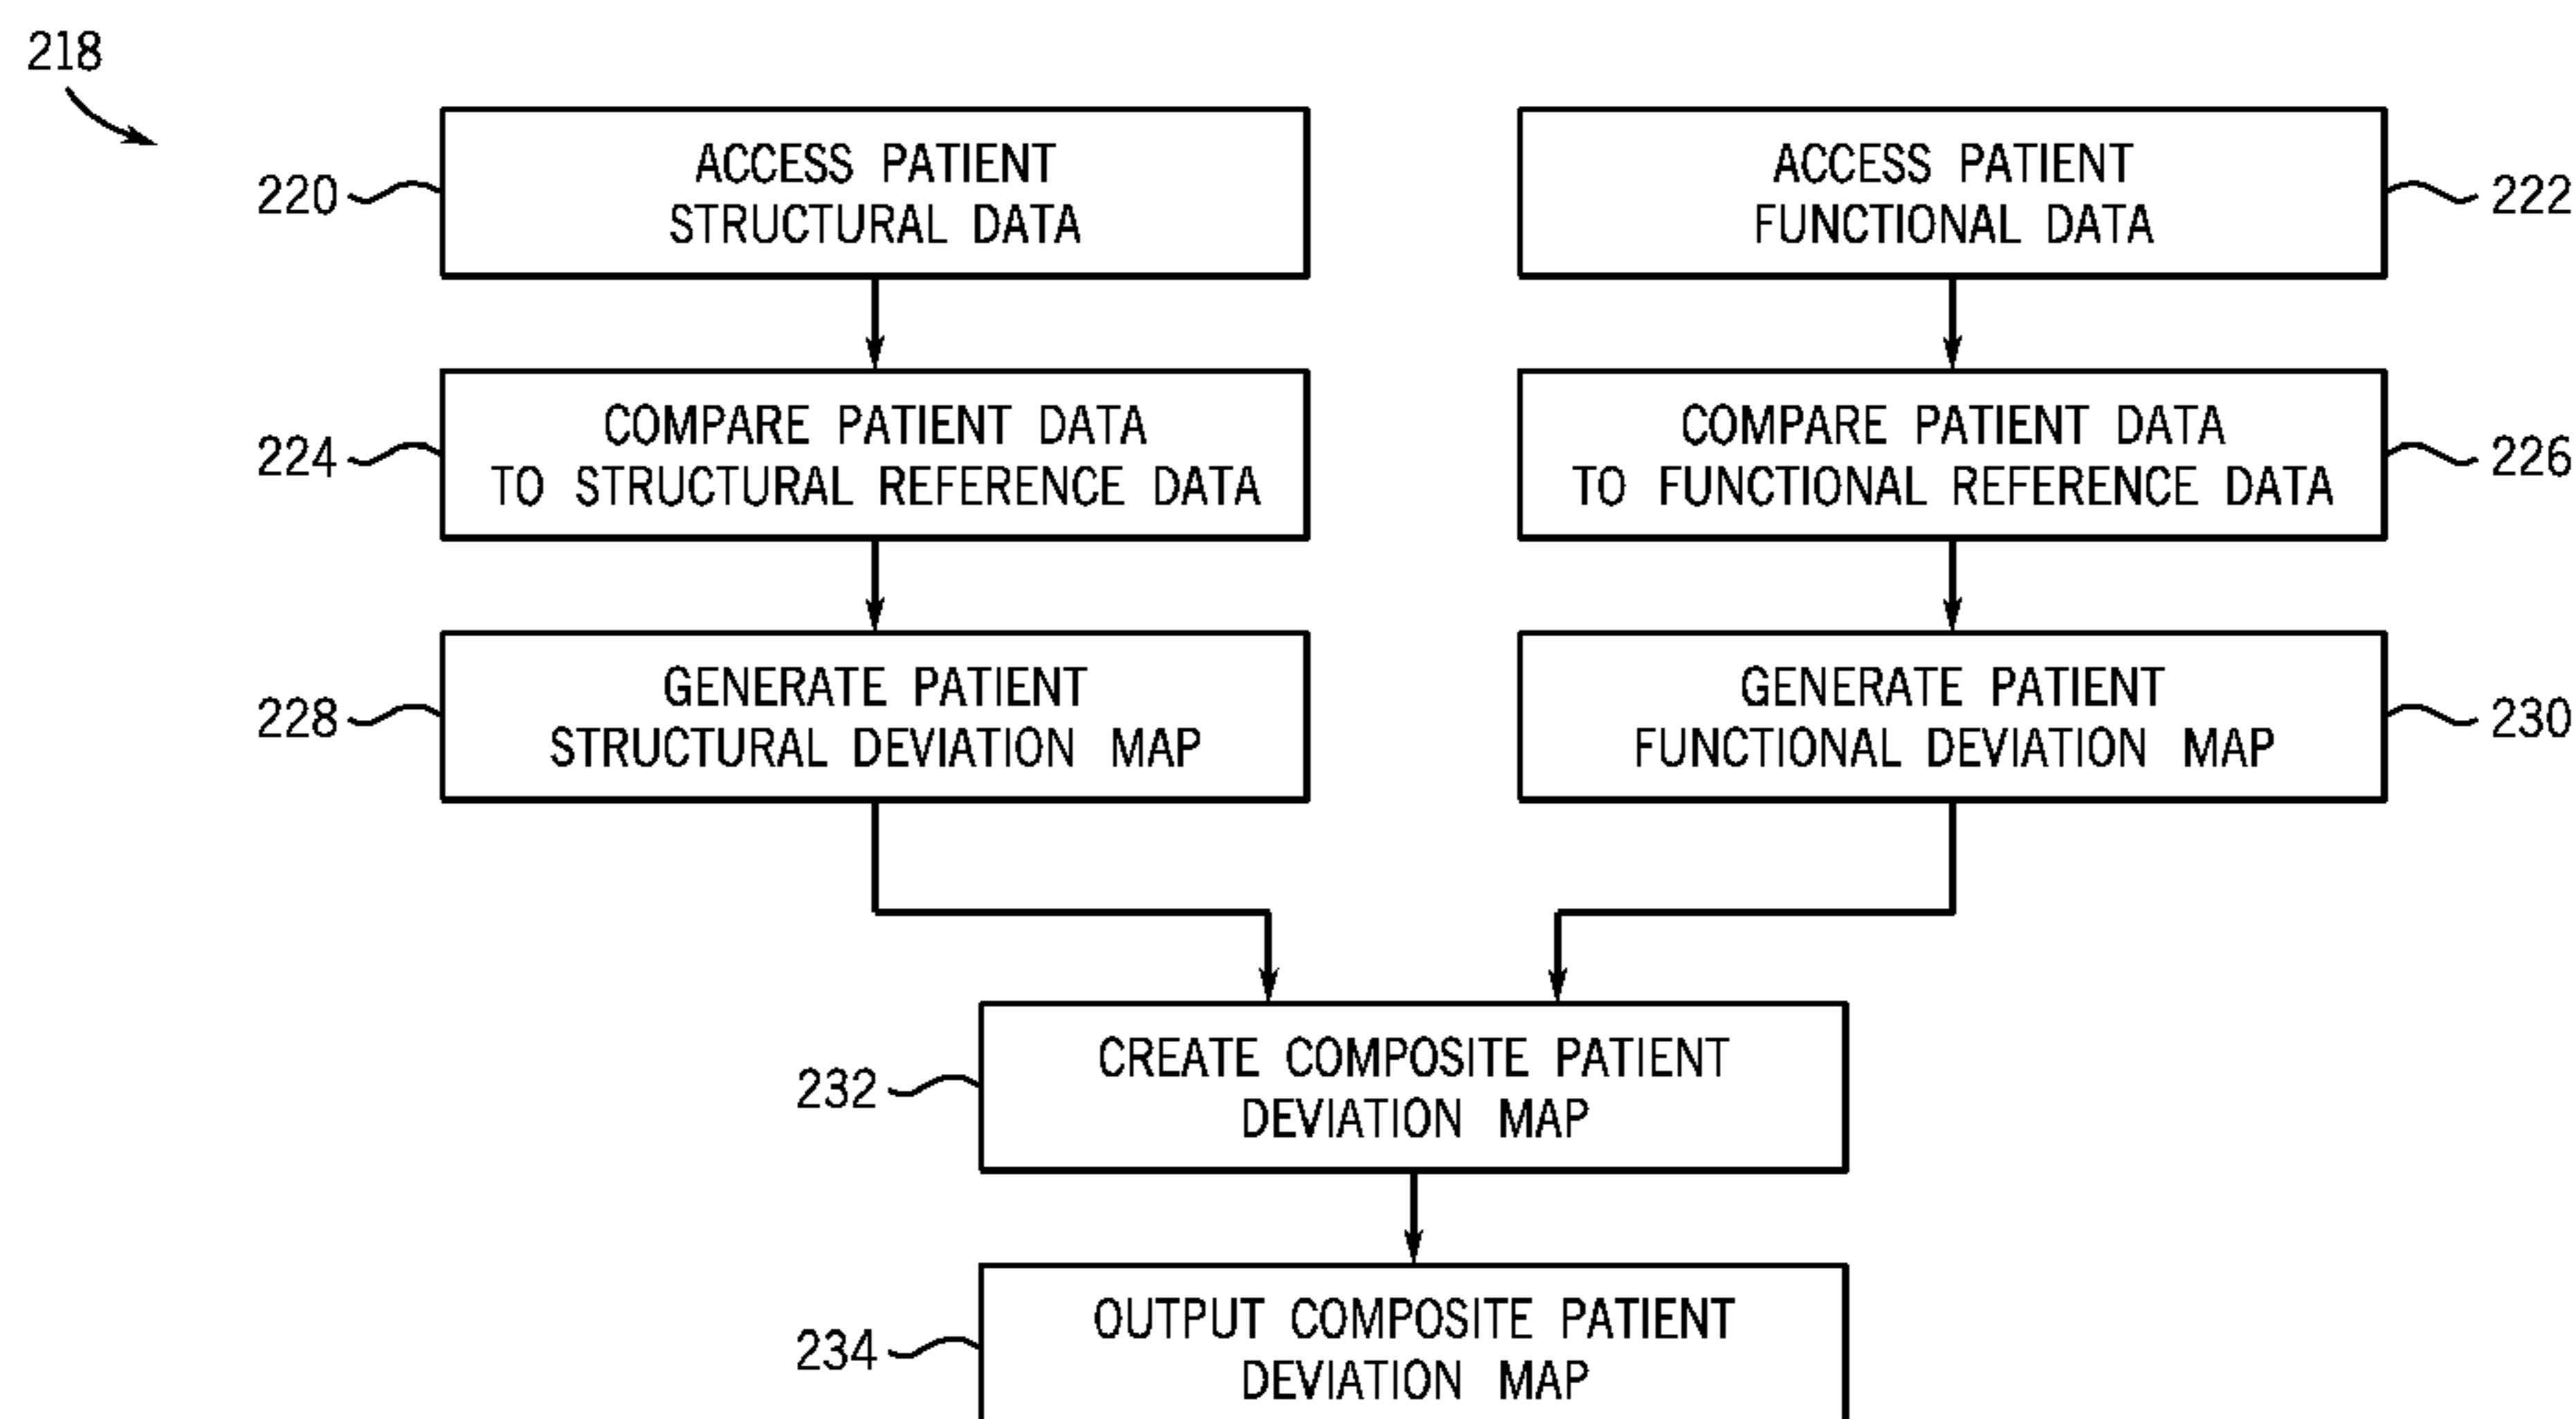 218
ACCESS PATIENT
STRUCTURAL DATA
220
ACCESS PATIENT
FUNCTIONAL DATA
222
COMPARE PATIENT DATA
TO STRUCTURAL REFERENCE DATA
224
COMPARE PATIENT DATA
TO FUNCTIONAL REFERENCE DATA
226
GENERATE PATIENT
STRUCTURAL DEVIATION MAP
228
GENERATE PATIENT
FUNCTIONAL DEVIATION MAP
230
CREATE COMPOSITE PATIENT
DEVIATION MAP
232
OUTPUT COMPOSITE PATIENT
DEVIATION MAP
234